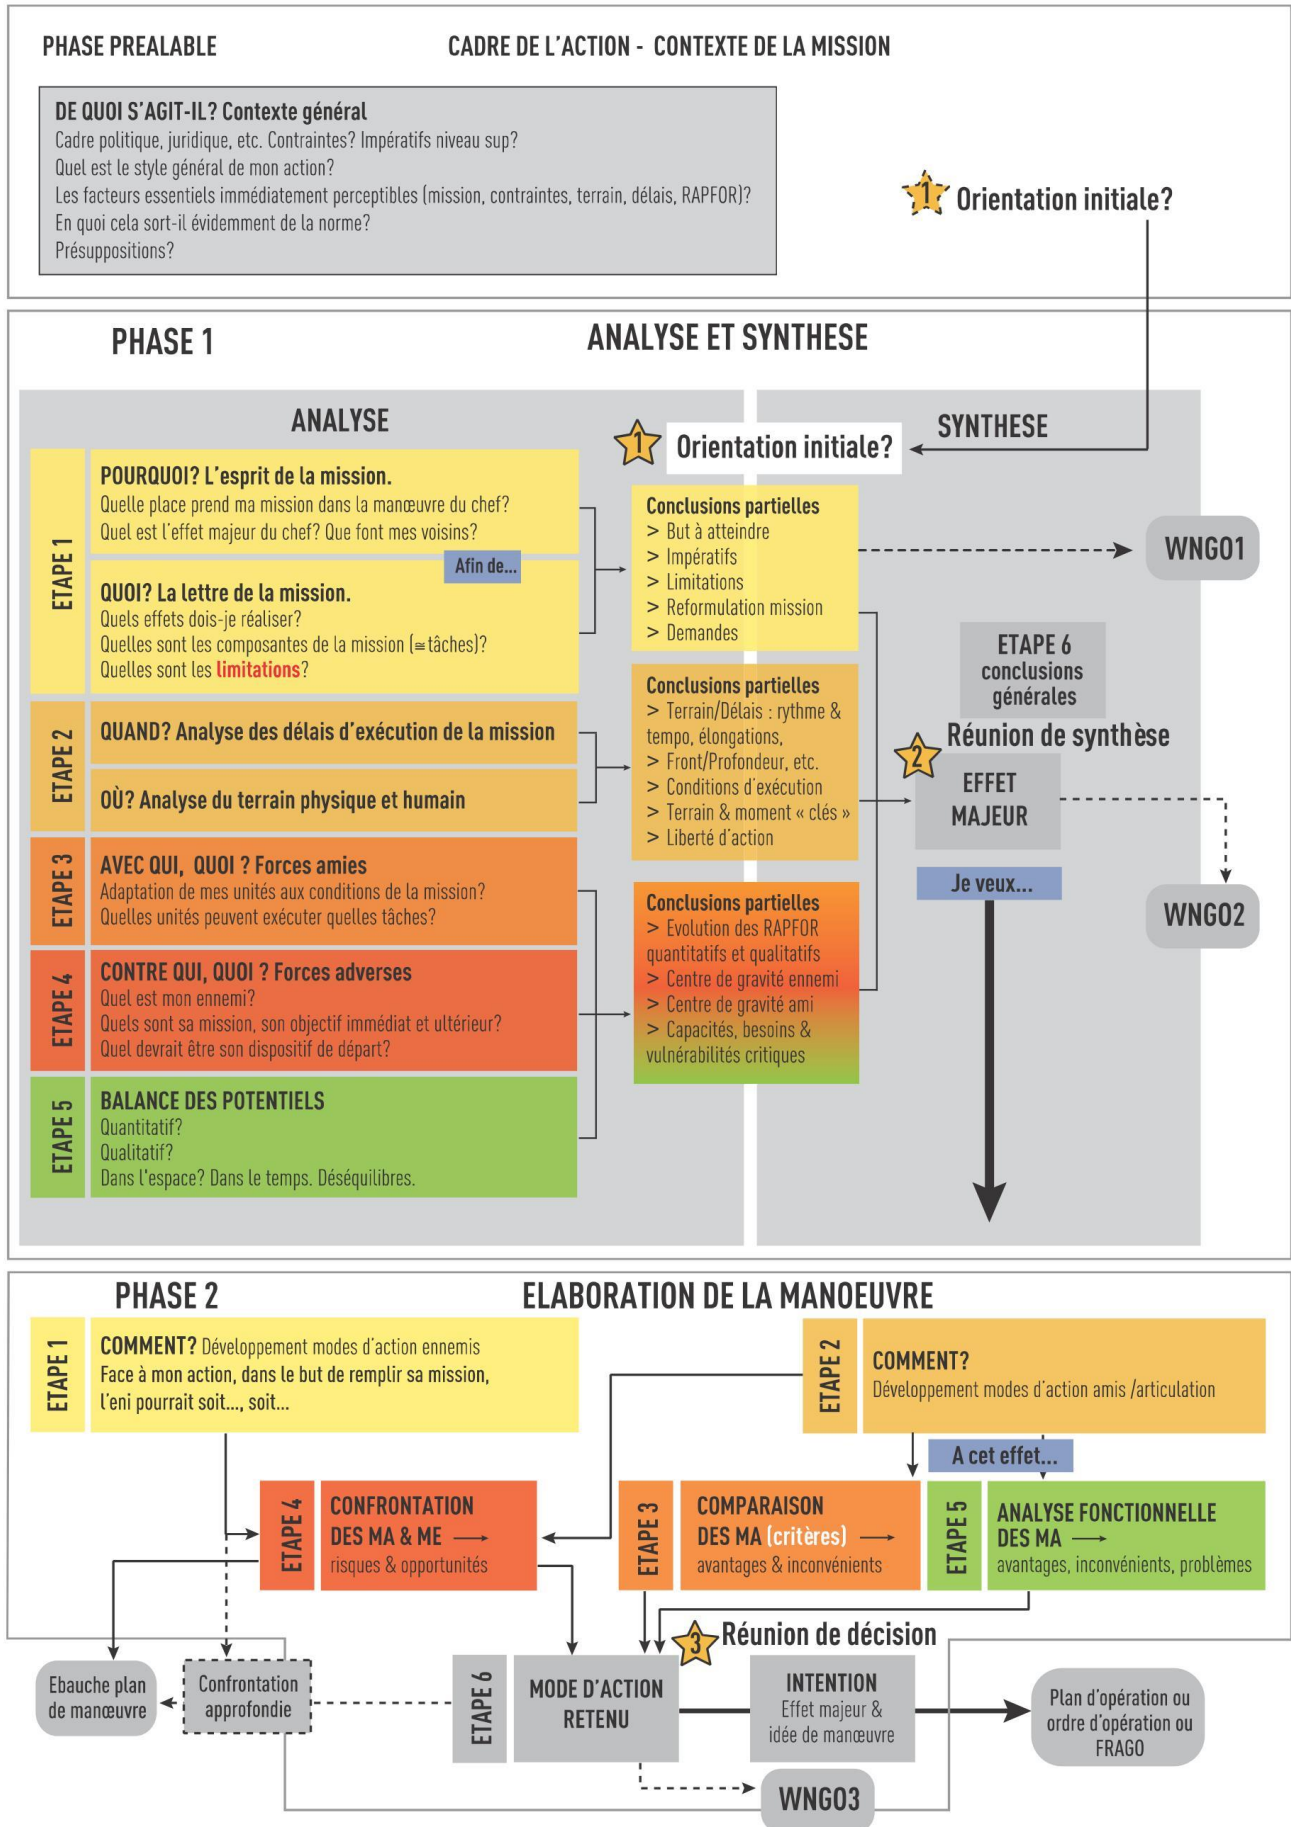 PHASE PREALABLE
CADRE DE L'ACTION - CONTEXTE DE LA MISSION
DE QUOI S'AGIT-IL? Contexte général
Cadre politique, juridique, etc. Contraintes? Impératifs niveau sup?
Quel est le style général de mon action?
Les facteurs essentiels immédiatement perceptibles (mission, contraintes, terrain, délais, RAPFOR)?
En quoi cela sort-il évidemment de la norme?
Présuppositions?
1
Orientation initiale?
PHASE 1
ANALYSE ET SYNTHESE
ANALYSE
SYNTHESE
1
Orientation initiale?
ETAPE 1
POURQUOI? L'esprit de la mission.
Quelle place prend ma mission dans la manœuvre du chef?
Quel est l'effet majeur du chef? Que font mes voisins?
Afin de...
QUOI? La lettre de la mission.
Quels effets dois-je réaliser?
Quelles sont les composantes de la mission (≅ tâches)?
Quelles sont les limitations?
Conclusions partielles
> But à atteindre
> Impératifs
> Limitations
> Reformulation mission
> Demandes
WNGO1
ETAPE 2
QUAND? Analyse des délais d'exécution de la mission
OÙ? Analyse du terrain physique et humain
Conclusions partielles
> Terrain/Délais : rythme &
tempo, élongations,
> Front/Profondeur, etc.
> Conditions d'exécution
> Terrain & moment « clés »
> Liberté d'action
ETAPE 6
conclusions
générales
2
Réunion de synthèse
EFFET
MAJEUR
Je veux...
WNGO2
ETAPE 3
AVEC QUI, QUOI ? Forces amies
Adaptation de mes unités aux conditions de la mission?
Quelles unités peuvent exécuter quelles tâches?
ETAPE 4
CONTRE QUI, QUOI ? Forces adverses
Quel est mon ennemi?
Quels sont sa mission, son objectif immédiat et ultérieur?
Quel devrait être son dispositif de départ?
ETAPE 5
BALANCE DES POTENTIELS
Quantitatif?
Qualitatif?
Dans l'espace? Dans le temps. Déséquilibres.
Conclusions partielles
> Evolution des RAPFOR
quantitatifs et qualitatifs
> Centre de gravité ennemi
> Centre de gravité ami
> Capacités, besoins &
vulnérabilités critiques
PHASE 2
ELABORATION DE LA MANOEUVRE
ETAPE 1
COMMENT? Développement modes d'action ennemis
Face à mon action, dans le but de remplir sa mission,
l'eni pourrait soit..., soit...
ETAPE 2
COMMENT?
Développement modes d'action amis /articulation
A cet effet...
ETAPE 4
CONFRONTATION
DES MA & ME
risques & opportunités
ETAPE 3
COMPARAISON
DES MA (critères)
avantages & inconvénients
ETAPE 5
ANALYSE FONCTIONNELLE
DES MA
avantages, inconvénients, problèmes
3
Réunion de décision
Ebauche plan
de manœuvre
Confrontation
approfondie
ETAPE 6
MODE D'ACTION
RETENU
INTENTION
Effet majeur &
idée de manœuvre
Plan d'opération ou
ordre d'opération ou
FRAGO
WNGO3